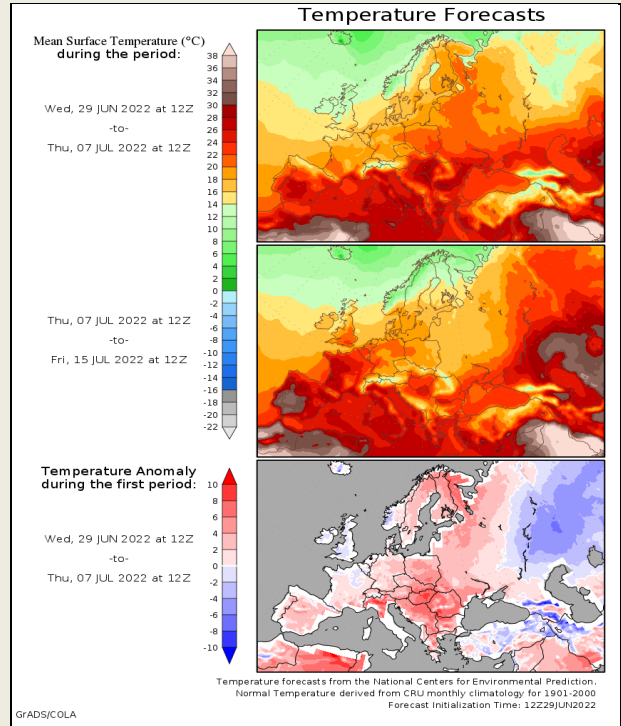 Temperature Forecasts
Mean Surface Temperature (°C)
during the period:
Wed, 29 JUN 2022 at 12Z
-to-
Thu, 07 JUL 2022 at 12Z
38
36
34
32
30
28
26
24
22
20
18
16
14
12
10
8
6
4
2
0
-2
-4
-6
-8
-10
-12
-14
-16
-18
-20
-22
Thu, 07 JUL 2022 at 12Z
-to-
Fri, 15 JUL 2022 at 12Z
Temperature Anomaly
during the first period:
Wed, 29 JUN 2022 at 12Z
-to-
Thu, 07 JUL 2022 at 12Z
10
8
6
4
2
0
-2
-4
-6
-8
-10
Temperature forecasts from the National Centers for Environmental Prediction.
Normal Temperature derived from CRU monthly climatology for 1901-2000
Forecast Initialization Time: 12Z29JUN2022
GrADS/COLA